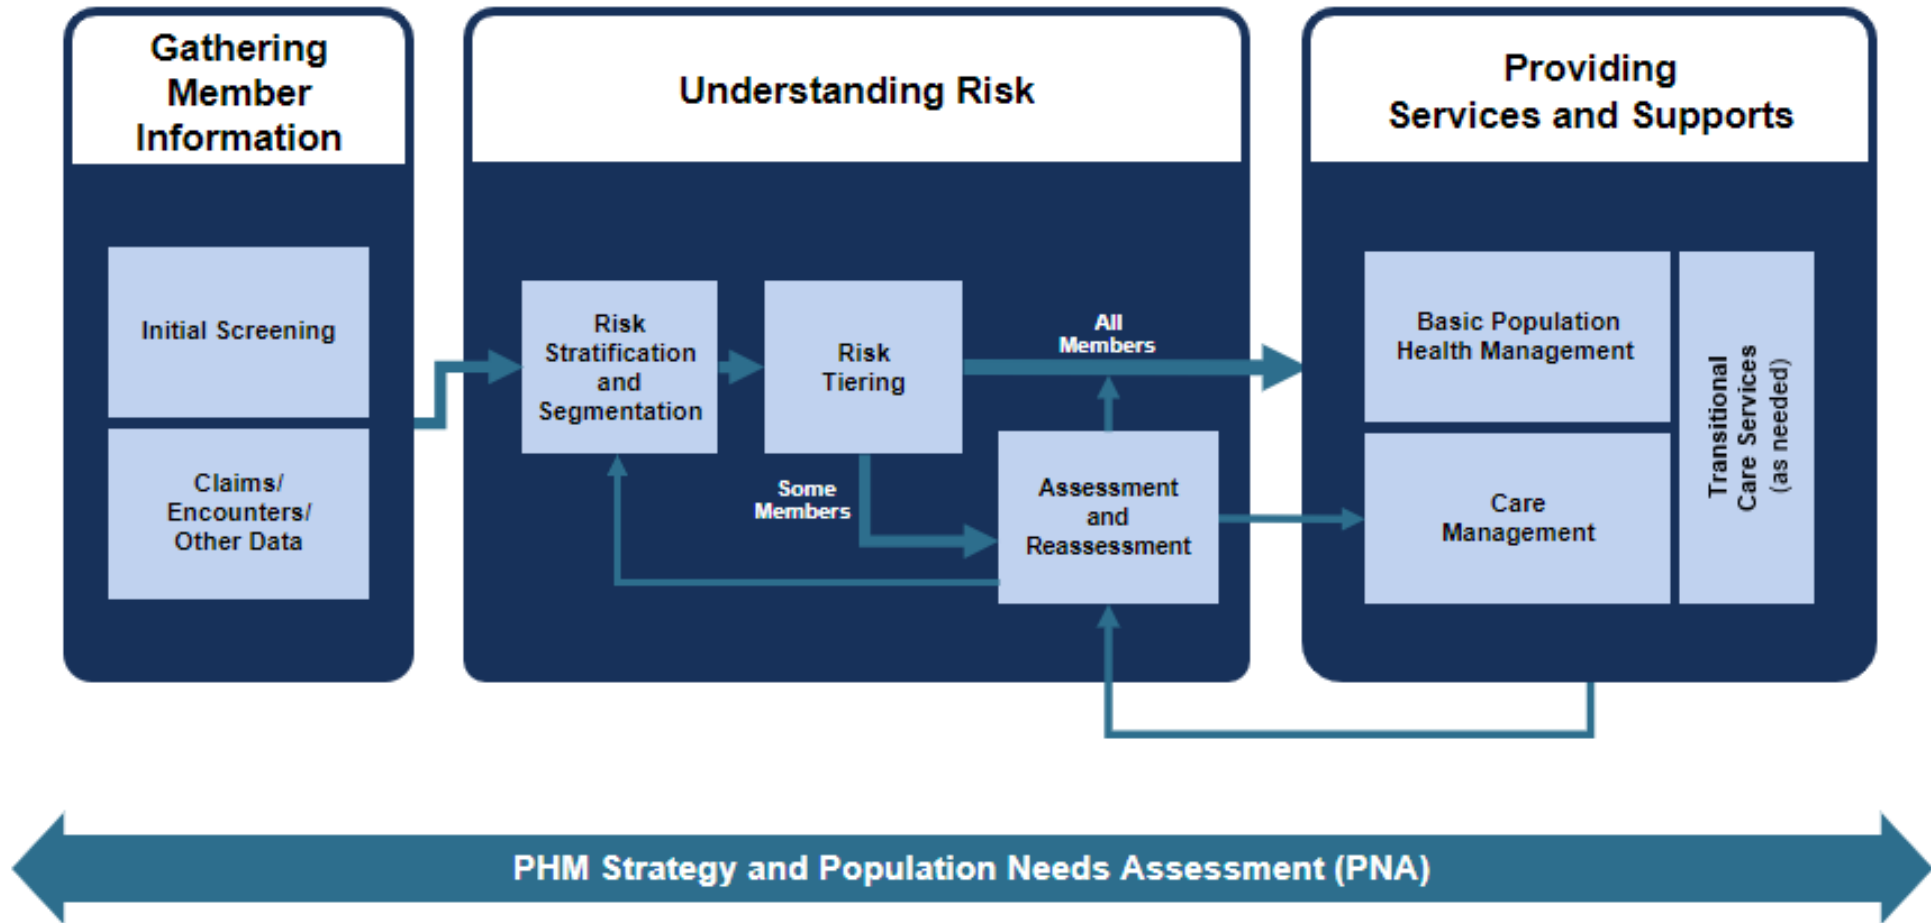 Gathering
Member
Information
Initial Screening
Claims/
Encounters/
Other Data
Understanding Risk
Risk
Stratification
and
Segmentation
Risk
Tiering
All
Members
Some
Members
Assessment
and
Reassessment
Providing
Services and Supports
Basic Population
Health Management
Care
Management
Transitional
Care Services
(as needed)
PHM Strategy and Population Needs Assessment (PNA)